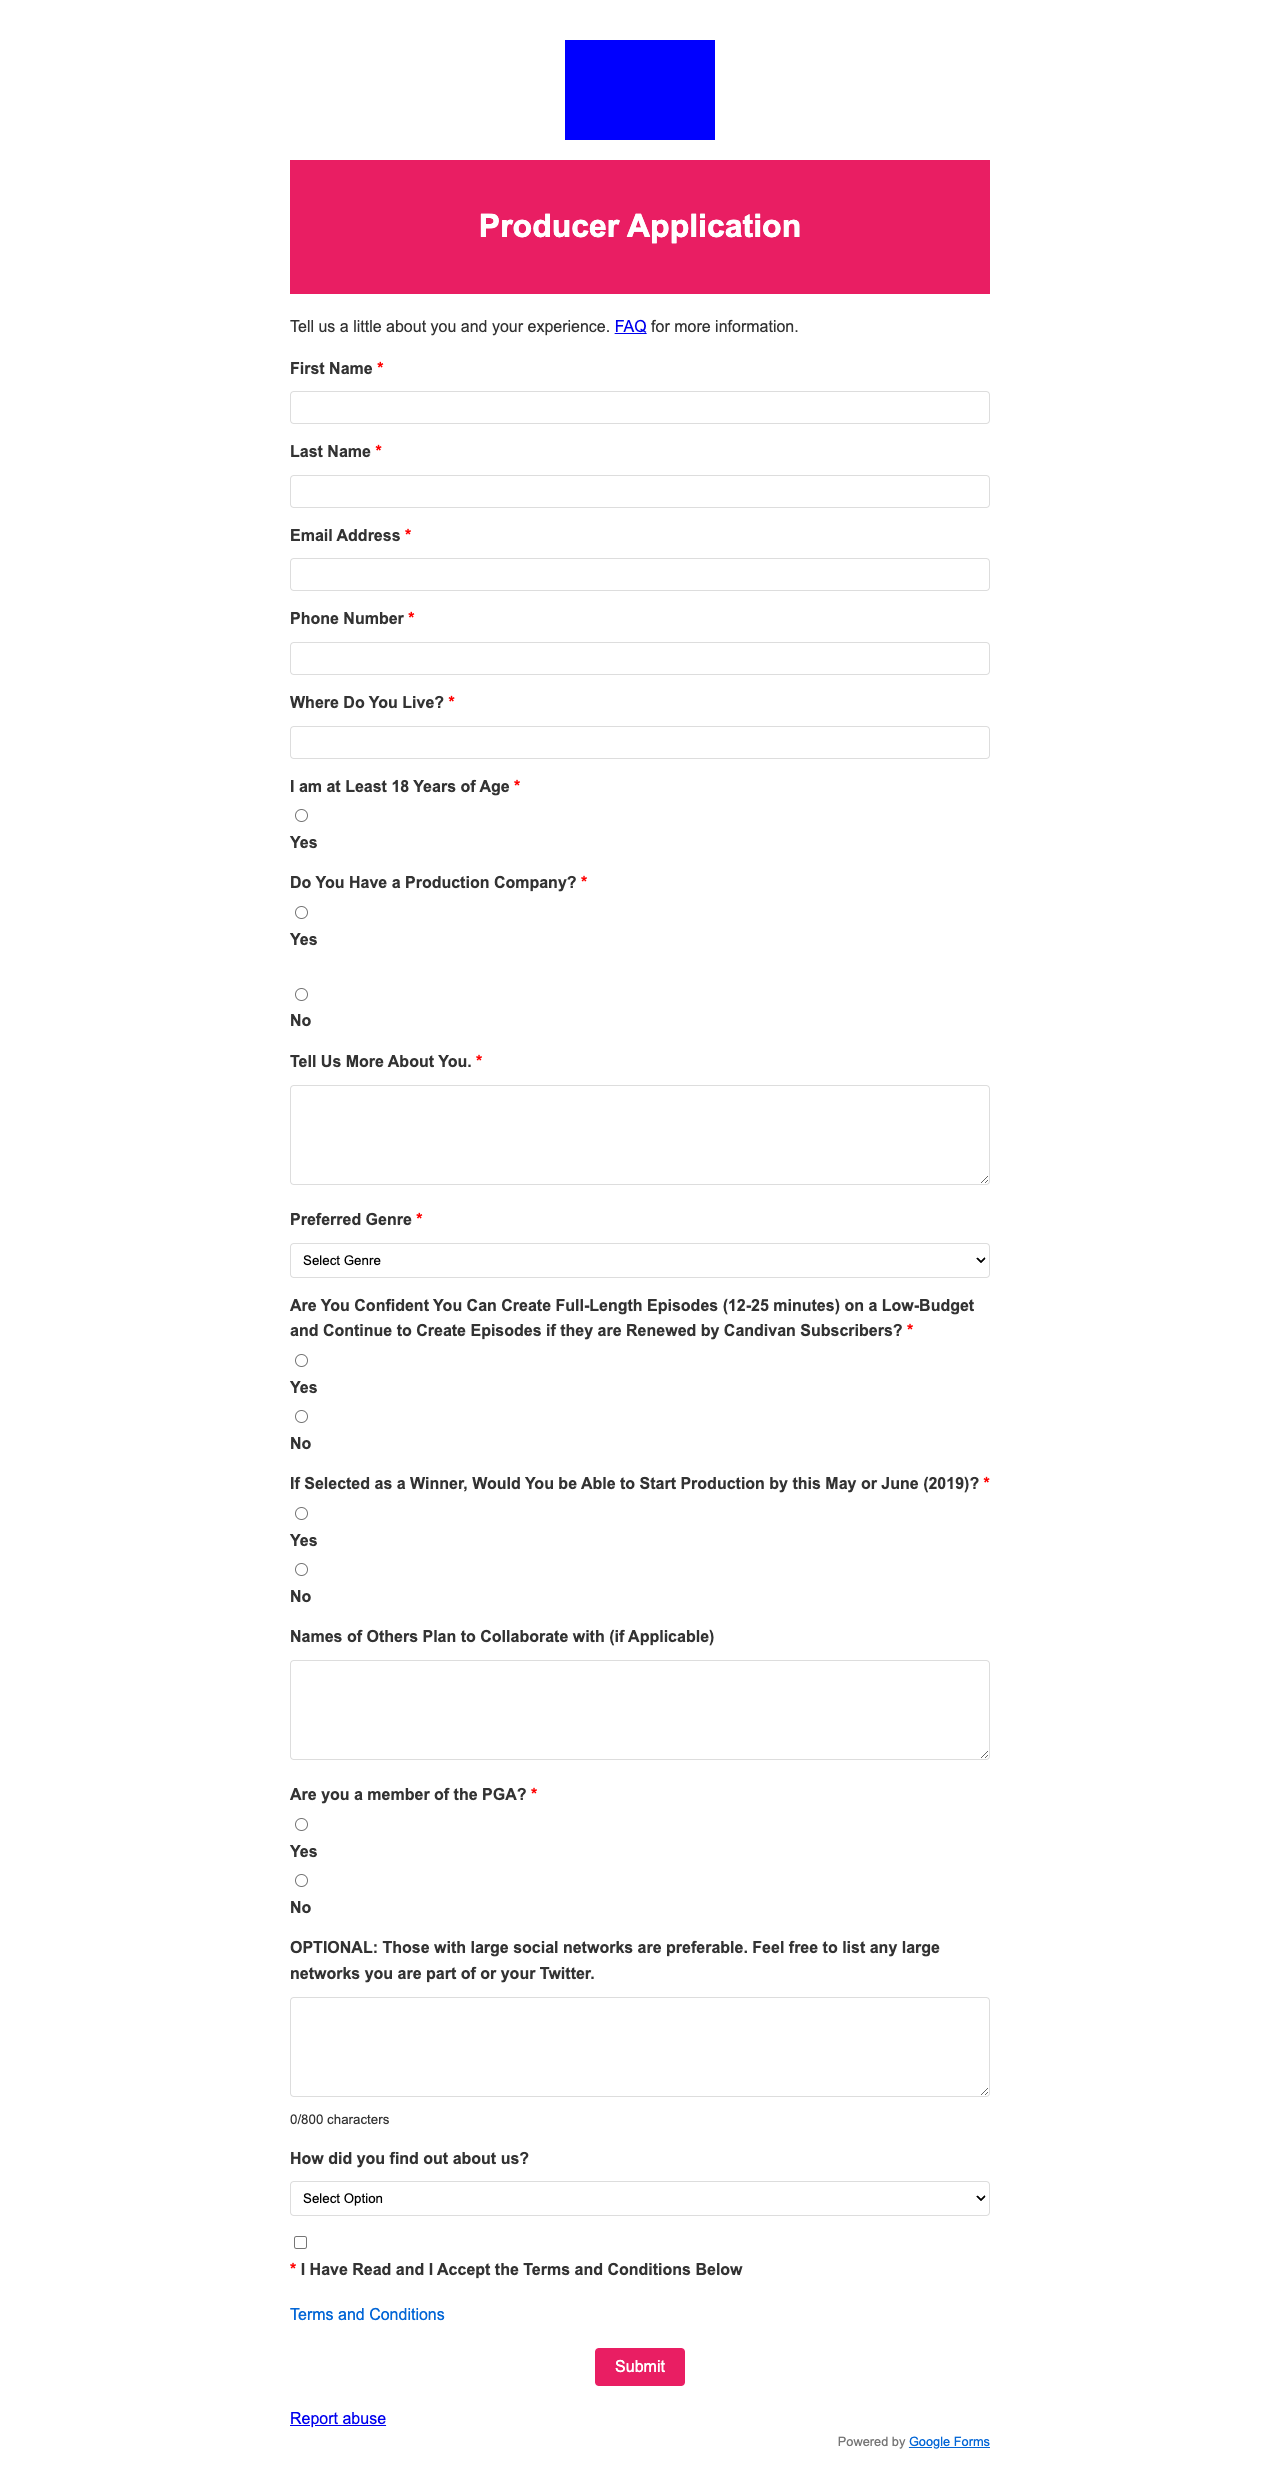 Producer Application
Tell us a little about you and your experience. FAQ for more information.
First Name *
Last Name *
Email Address *
Phone Number *
Where Do You Live? *
I am at Least 18 Years of Age *
Yes
Do You Have a Production Company? *
Yes
No
Tell Us More About You. *
Preferred Genre *
Select Genre
Are You Confident You Can Create Full-Length Episodes (12-25 minutes) on a Low-Budget
and Continue to Create Episodes if they are Renewed by Candivan Subscribers? *
Yes
No
If Selected as a Winner, Would You be Able to Start Production by this May or June (2019)? *
Yes
No
Names of Others Plan to Collaborate with (if Applicable)
Are you a member of the PGA? *
Yes
No
OPTIONAL: Those with large social networks are preferable. Feel free to list any large
networks you are part of or your Twitter.
0/800 characters
How did you find out about us?
Select Option
* I Have Read and I Accept the Terms and Conditions Below
Terms and Conditions
Submit
Report abuse
Powered by Google Forms